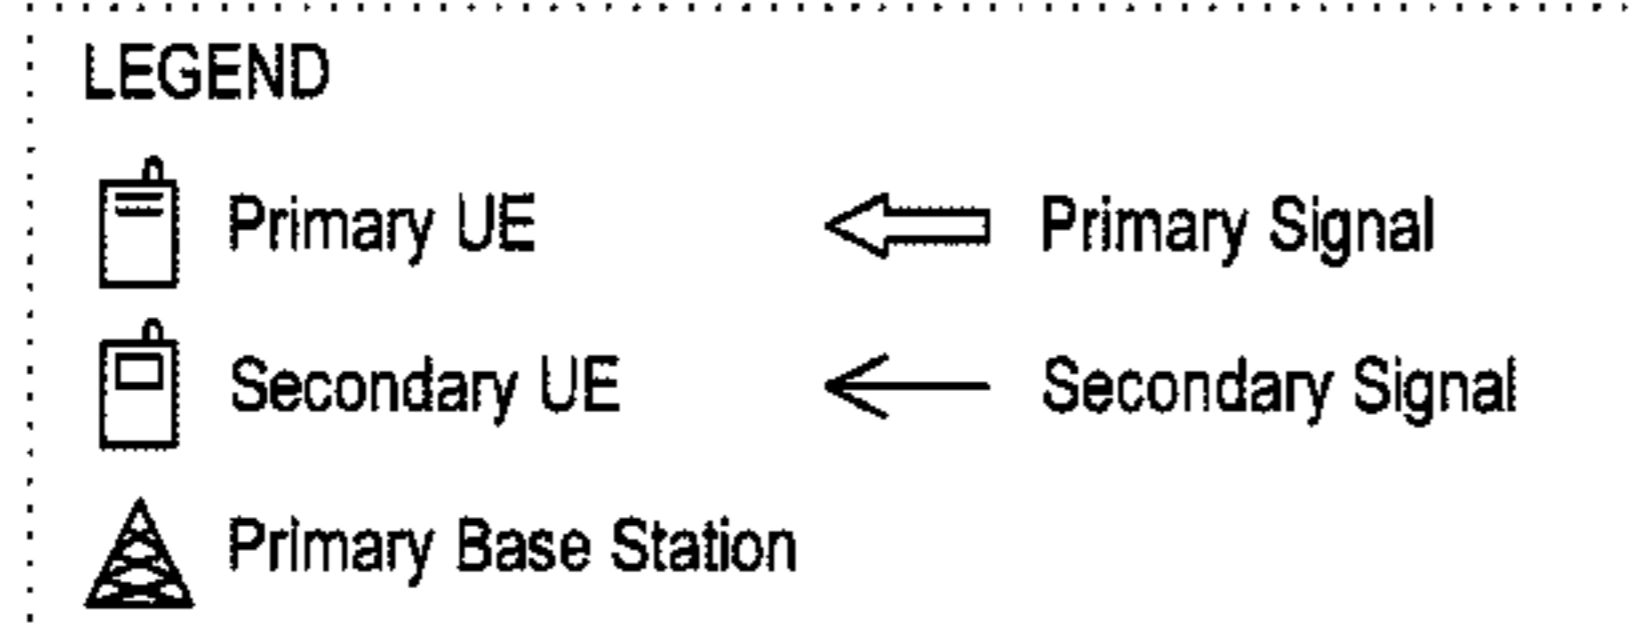 LEGEND
Primary UE
Primary Signal
Secondary UE
Secondary Signal
Primary Base Station